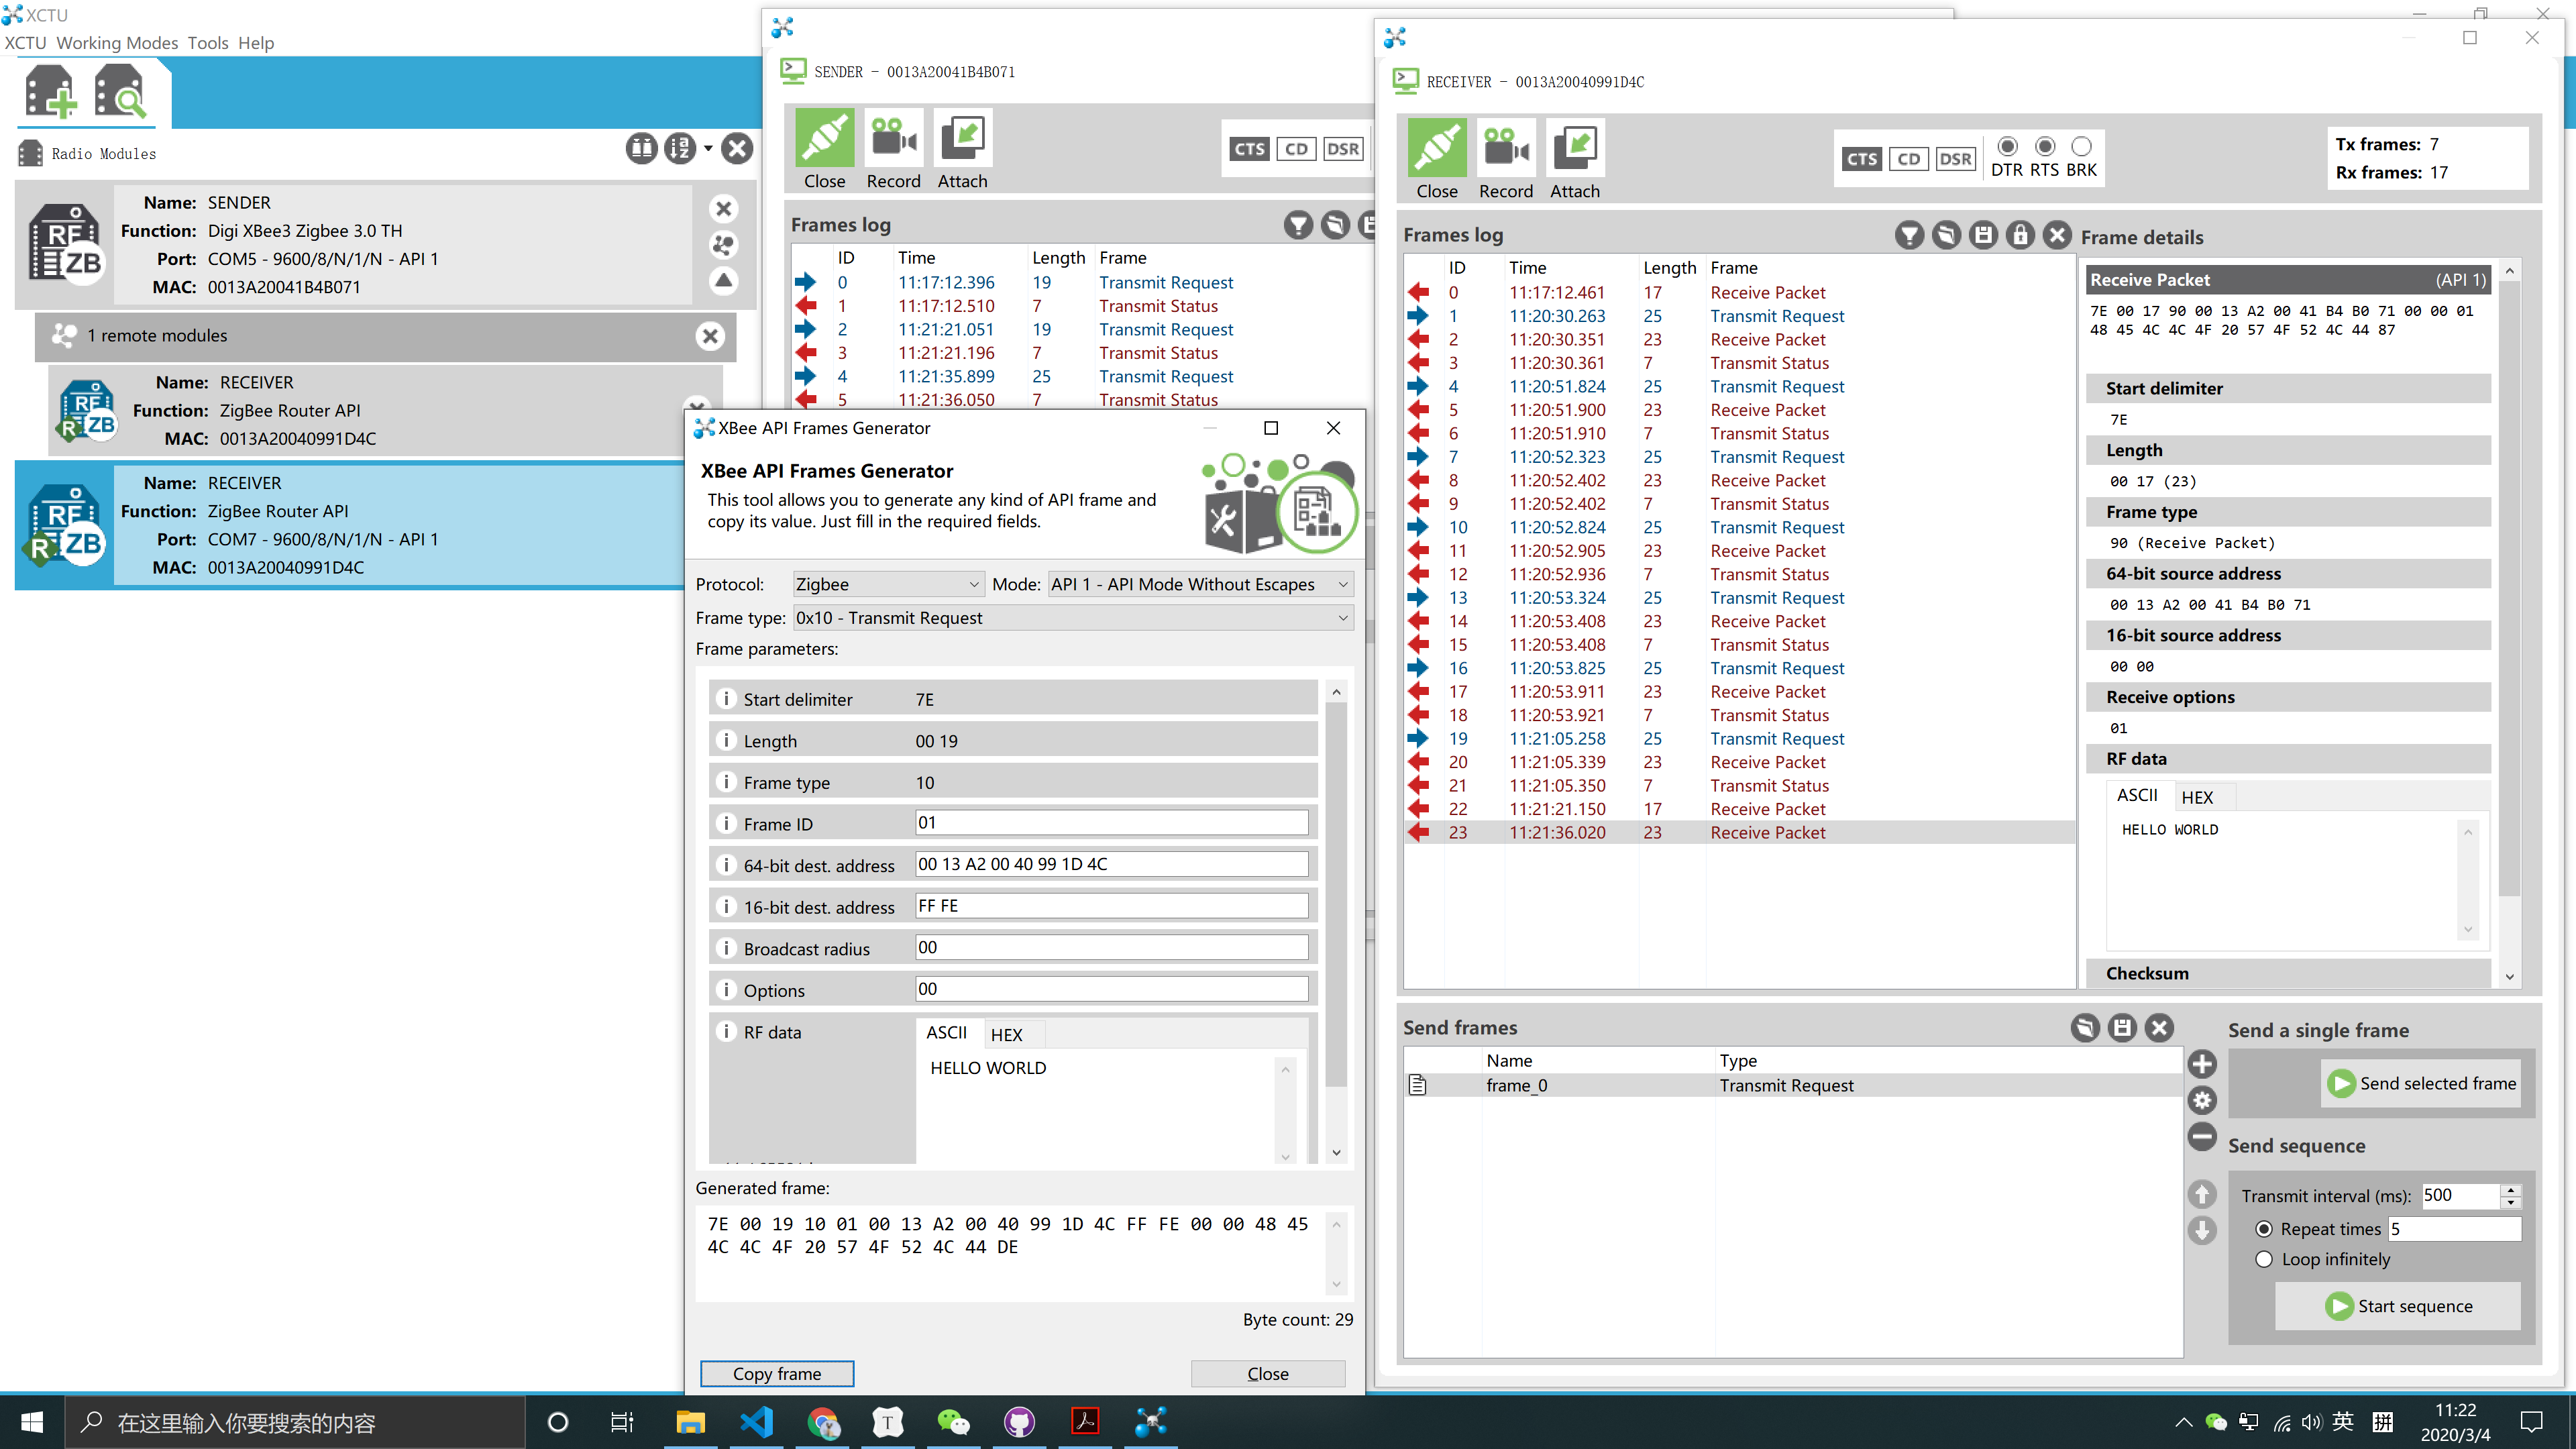 XCTU
XCTU Working Modes Tools Help
Radio Modules
Name: SENDER
Function: Digi XBee3 Zigbee 3.0 TH
Port: COM5 - 9600/8/N/1/N - API 1
MAC: 0013A20041B4B071
RF
ZB
1 remote modules
Name: RECEIVER
Function: ZigBee Router API
MAC: 0013A20040991D4C
RF
R ZB
Name: RECEIVER
Function: ZigBee Router API
Port: COM7 - 9600/8/N/1/N - API 1
MAC: 0013A20040991D4C
RF
R ZB
SENDER - 0013A20041B4B071
Close Record Attach
CTS CD DSR
Frames log
ID Time Length Frame
0 11:17:12.396 19 Transmit Request
1 11:17:12.510 7 Transmit Status
2 11:21:21.051 19 Transmit Request
3 11:21:21.196 7 Transmit Status
4 11:21:35.899 25 Transmit Request
5 11:21:36.050 7 Transmit Status
XBee API Frames Generator
XBee API Frames Generator
This tool allows you to generate any kind of API frame and
copy its value. Just fill in the required fields.
Protocol: Zigbee Mode: API 1 - API Mode Without Escapes
Frame type: 0x10 - Transmit Request
Frame parameters:
Start delimiter 7E
Length 00 19
Frame type 10
Frame ID 01
64-bit dest. address 00 13 A2 00 40 99 1D 4C
16-bit dest. address FF FE
Broadcast radius 00
Options 00
RF data ASCII HEX
HELLO WORLD
Generated frame:
7E 00 19 10 01 00 13 A2 00 40 99 1D 4C FF FE 00 00 48 45
4C 4C 4F 20 57 4F 52 4C 44 DE
Byte count: 29
Copy frame Close
RECEIVER - 0013A20040991D4C
Close Record Attach
CTS CD DSR DTR RTS BRK
Tx frames: 7
Rx frames: 17
Frames log
ID Time Length Frame
0 11:17:12.461 17 Receive Packet
1 11:20:30.263 25 Transmit Request
2 11:20:30.351 23 Receive Packet
3 11:20:30.361 7 Transmit Status
4 11:20:51.824 25 Transmit Request
5 11:20:51.900 23 Receive Packet
6 11:20:51.910 7 Transmit Status
7 11:20:52.323 25 Transmit Request
8 11:20:52.402 23 Receive Packet
9 11:20:52.402 7 Transmit Status
10 11:20:52.824 25 Transmit Request
11 11:20:52.905 23 Receive Packet
12 11:20:52.936 7 Transmit Status
13 11:20:53.324 25 Transmit Request
14 11:20:53.408 23 Receive Packet
15 11:20:53.408 7 Transmit Status
16 11:20:53.825 25 Transmit Request
17 11:20:53.911 23 Receive Packet
18 11:20:53.921 7 Transmit Status
19 11:21:05.258 25 Transmit Request
20 11:21:05.339 23 Receive Packet
21 11:21:05.350 7 Transmit Status
22 11:21:21.150 17 Receive Packet
23 11:21:36.020 23 Receive Packet
Frame details
Receive Packet (API 1)
7E 00 17 90 00 13 A2 00 41 B4 B0 71 00 00 01
48 45 4C 4C 4F 20 57 4F 52 4C 44 87
Start delimiter
7E
Length
00 17 (23)
Frame type
90 (Receive Packet)
64-bit source address
00 13 A2 00 41 B4 B0 71
16-bit source address
00 00
Receive options
01
RF data
ASCII HEX
HELLO WORLD
Checksum
Send frames
Name Type
frame_0 Transmit Request
Send a single frame
Send selected frame
Send sequence
Transmit interval (ms): 500
Repeat times 5
Loop infinitely
Start sequence
在这里输入你要搜索的内容
T
英 拼
11:22
2020/3/4